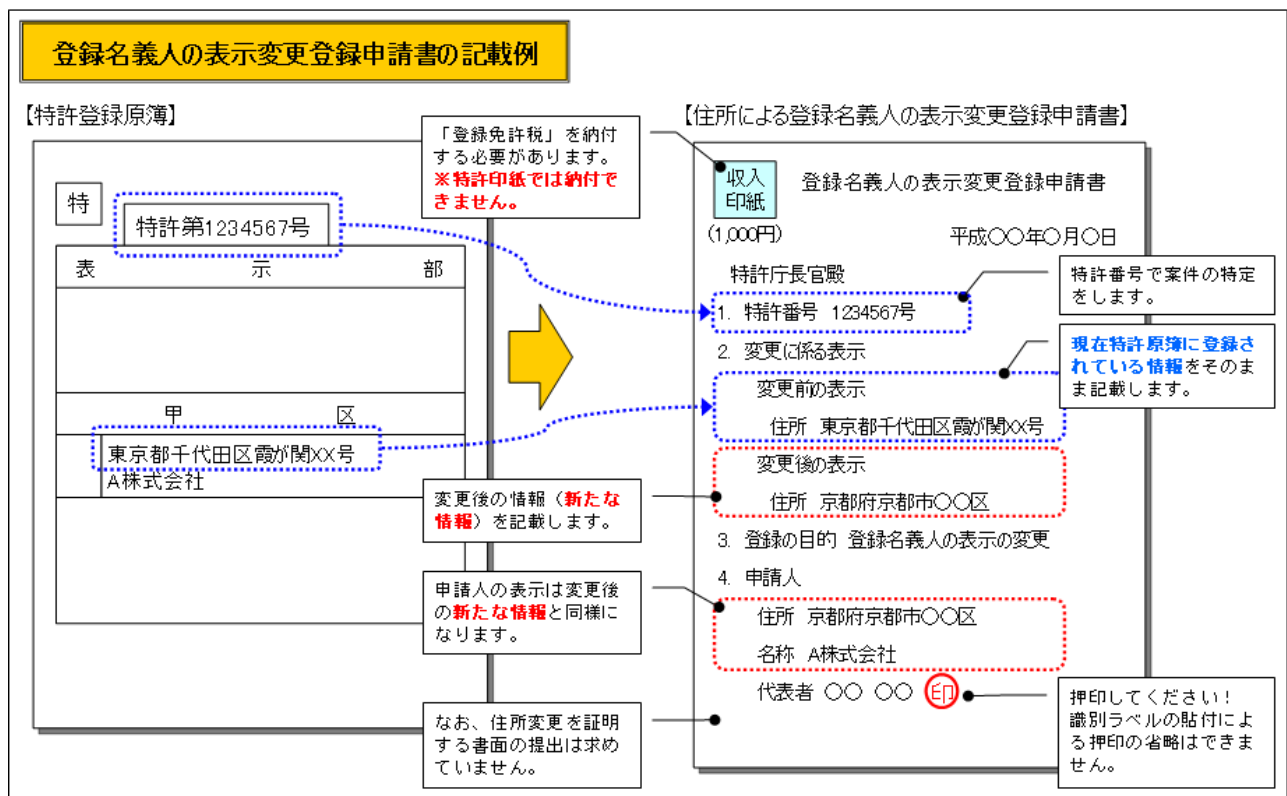 登録名義人の表示変更登録申請書の記載例
【特許登録原簿】
特
特許第1234567号
表 示 部
甲 区
東京都千代田区霞が関XX号
A株式会社
「登録免許税」を納付
する必要があります。
※特許印紙では納付で
きません。
変更後の情報（新たな
情報）を記載します。
申請人の表示は変更後
の新たな情報と同様に
なります。
なお、住所変更を証明
する書面の提出は求め
ていません。
【住所による登録名義人の表示変更登録申請書】
収入
印紙
(1,000円)
登録名義人の表示変更登録申請書
平成〇〇年〇月〇日
特許庁長官殿
1. 特許番号 1234567号
2. 変更に係る表示
変更前の表示
住所 東京都千代田区霞が関XX号
変更後の表示
住所 京都府京都市〇〇区
3. 登録の目的 登録名義人の表示の変更
4. 申請人
住所 京都府京都市〇〇区
名称 A株式会社
代表者 〇〇 〇〇 印
特許番号で案件の特定
をします。
現在特許原簿に登録さ
れている情報をそのま
ま記載します。
押印してください！
識別ラベルの貼付によ
る押印の省略はできま
せん。